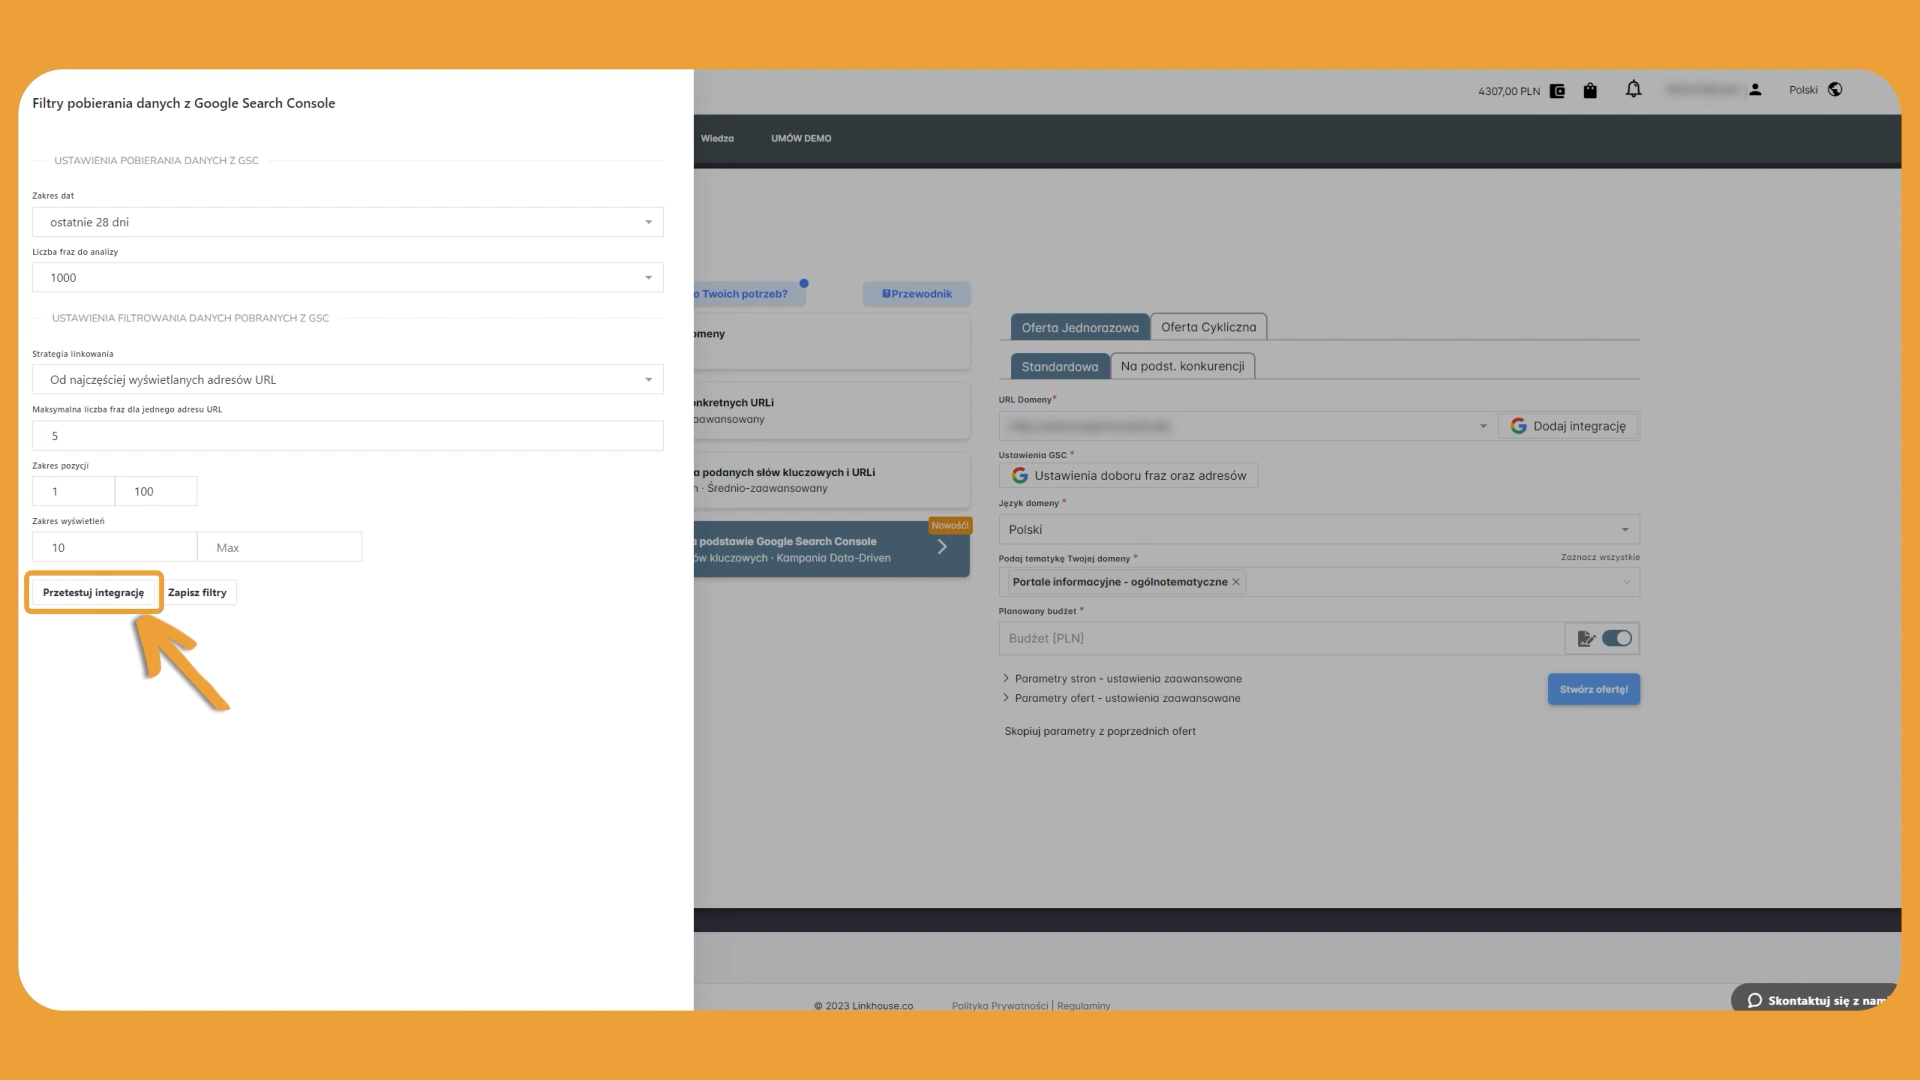 Filtry pobierania danych z Google Search Console
USTAWIENIA POBIERANIA DANYCH Z GSC
Zakres dat
ostatnie 28 dni
Liczba fraz do analizy
1000
USTAWIENIA FILTROWANIA DANYCH POBRANYCH Z GSC
Strategia linkowania
Od najczęściej wyświetlanych adresów URL
Maksymalna liczba fraz dla jednego adresu URL
5
Zakres pozycji
1 100
Zakres wyświetleń
10 Max
Przetestuj integrację Zapisz filtry
4307,00 PLN Polski
Wiedza UMÓW DEMO
o Twoich potrzeb? Przewodnik
omeny
onkretnych URLi
aawansowany
a podanych słów kluczowych i URLi
h · Średnio-zaawansowany
Nowość!
a podstawie Google Search Console
ów kluczowych · Kampania Data-Driven
Oferta Jednorazowa Oferta Cykliczna
Standardowa Na podst. konkurencji
URL Domeny*
Dodaj integrację
Ustawienia GSC *
Ustawienia doboru fraz oraz adresów
Język domeny *
Polski
Podaj tematykę Twojej domeny * Zaznacz wszystkie
Portale informacyjne - ogólnotematyczne ×
Planowany budżet *
Budżet [PLN]
Parametry stron - ustawienia zaawansowane
Parametry ofert - ustawienia zaawansowane
Stwórz ofertę!
Skopiuj parametry z poprzednich ofert
© 2023 Linkhouse.co Polityka Prywatności | Regulaminy
Skontaktuj się z nami